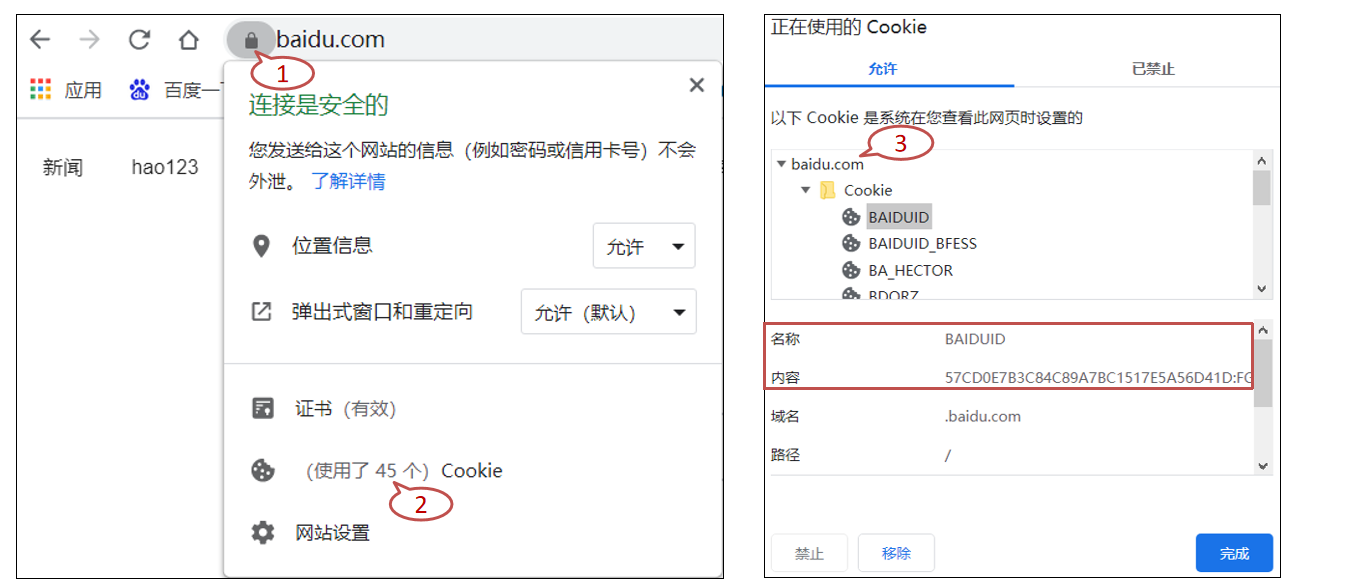 baidu.com
1
应用
百度一
连接是安全的
您发送给这个网站的信息（例如密码或信用卡号）不会
外泄。 了解详情
新闻
hao123
位置信息
允许
弹出式窗口和重定向
允许（默认）
证书（有效）
（使用了 45 个） Cookie
2
网站设置
正在使用的 Cookie
允许
已禁止
以下 Cookie 是系统在您查看此网页时设置的
3
baidu.com
Cookie
BAIDUID
BAIDUID_BFESS
BA_HECTOR
BDORZ
名称 BAIDUID
内容 57CD0E7B3C84C89A7BC1517E5A56D41D:FG
域名 .baidu.com
路径 /
禁止
移除
完成